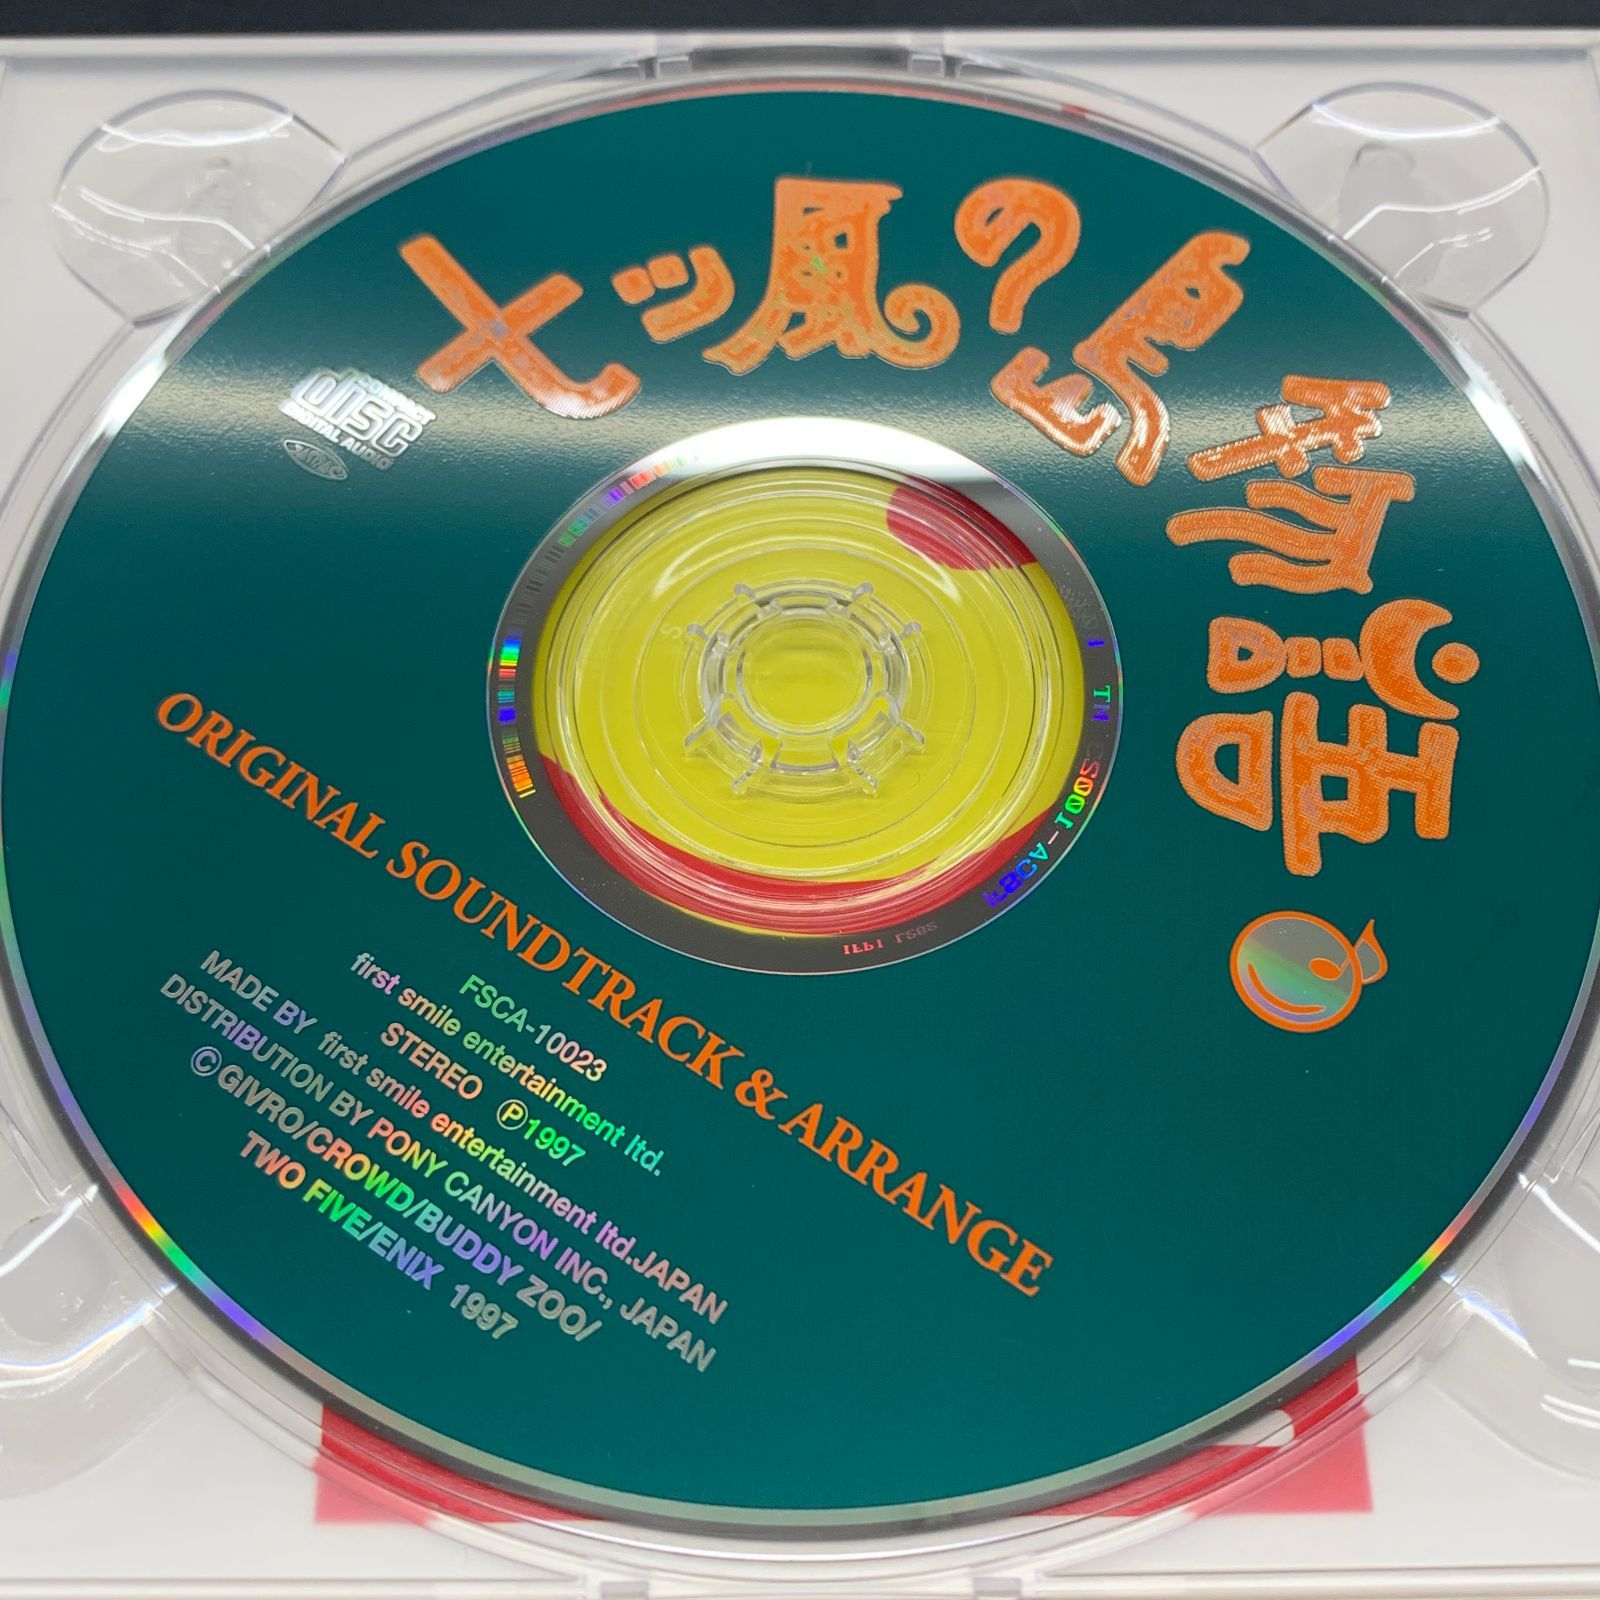 七ツ風の島物語
COMPACT
disc
DIGITAL AUDIO
ORIGINAL SOUNDTRACK & ARRANGE
FSCA-10023
first smile entertainment ltd.
STEREO Ⓟ1997
MADE BY first smile entertainment ltd.JAPAN
DISTRIBUTION BY PONY CANYON INC., JAPAN
©GIVRO/CROWD/BUDDY ZOO/
TWO FIVE/ENIX 1997